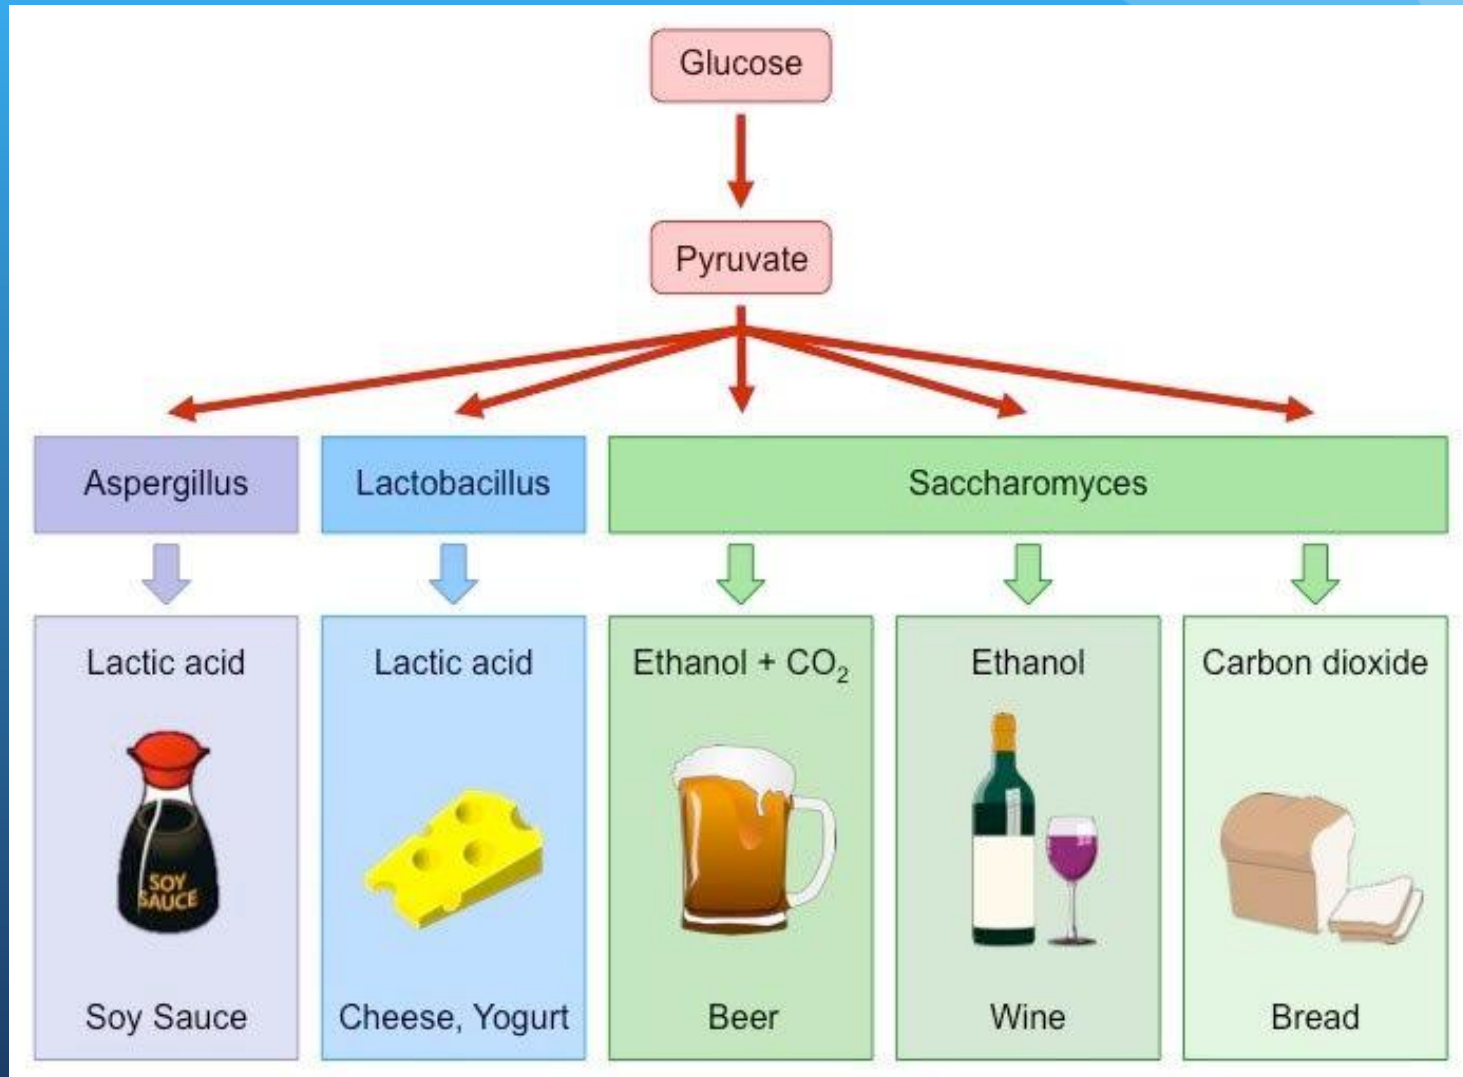 Glucose
Pyruvate
Aspergillus
Lactobacillus
Saccharomyces
Lactic acid
Lactic acid
Ethanol + CO₂
Ethanol
Carbon dioxide
SOY
SAUCE
Soy Sauce
Cheese, Yogurt
Beer
Wine
Bread